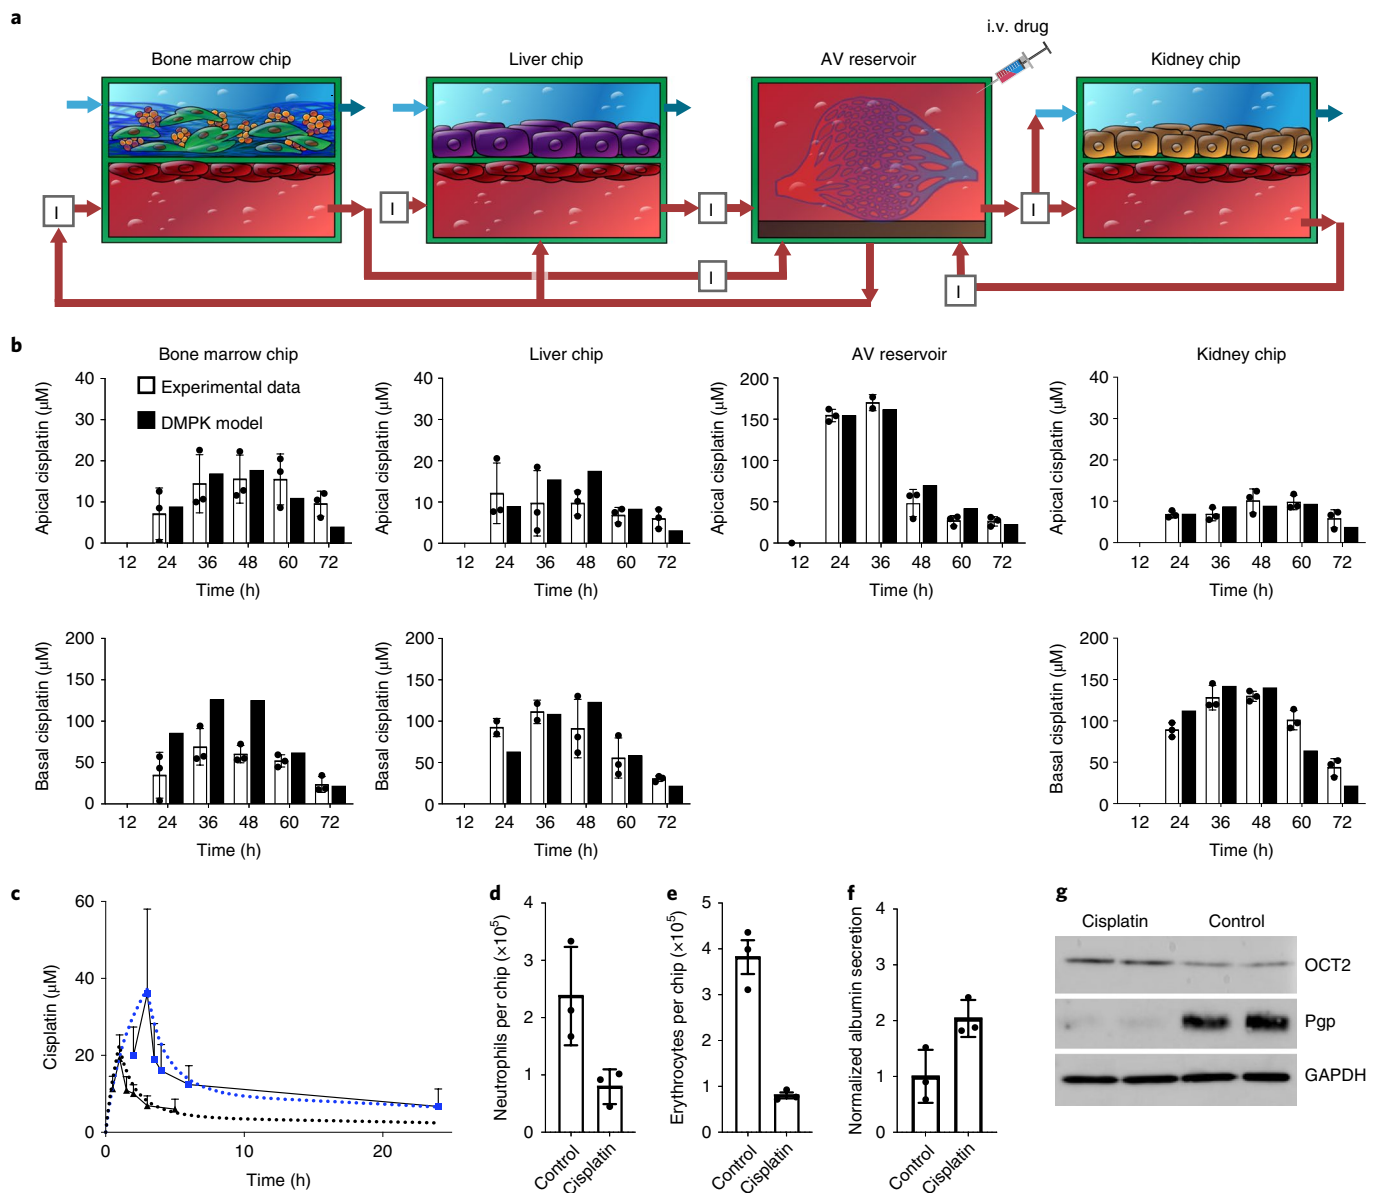 a
i.v. drug
Bone marrow chip
Liver chip
AV reservoir
Kidney chip
I
I
I
I
I
I
b
Bone marrow chip
Liver chip
AV reservoir
Kidney chip
Experimental data
DMPK model
Apical cisplatin (μM)
40
30
20
10
0
12 24 36 48 60 72
Time (h)
Apical cisplatin (μM)
40
30
20
10
0
12 24 36 48 60 72
Time (h)
Apical cisplatin (μM)
200
150
100
50
0
12 24 36 48 60 72
Time (h)
Apical cisplatin (μM)
40
30
20
10
0
12 24 36 48 60 72
Time (h)
Basal cisplatin (μM)
200
150
100
50
0
12 24 36 48 60 72
Time (h)
Basal cisplatin (μM)
200
150
100
50
0
12 24 36 48 60 72
Time (h)
Basal cisplatin (μM)
200
150
100
50
0
12 24 36 48 60 72
Time (h)
c
Cisplatin (μM)
60
40
20
0
0 10 20
Time (h)
d
Neutrophils per chip (×10⁵)
4
3
2
1
0
Control
Cisplatin
e
Erythrocytes per chip (×10⁵)
5
4
3
2
1
0
Control
Cisplatin
f
Normalized albumin secretion
4
3
2
1
0
Control
Cisplatin
g
Cisplatin Control
OCT2
Pgp
GAPDH